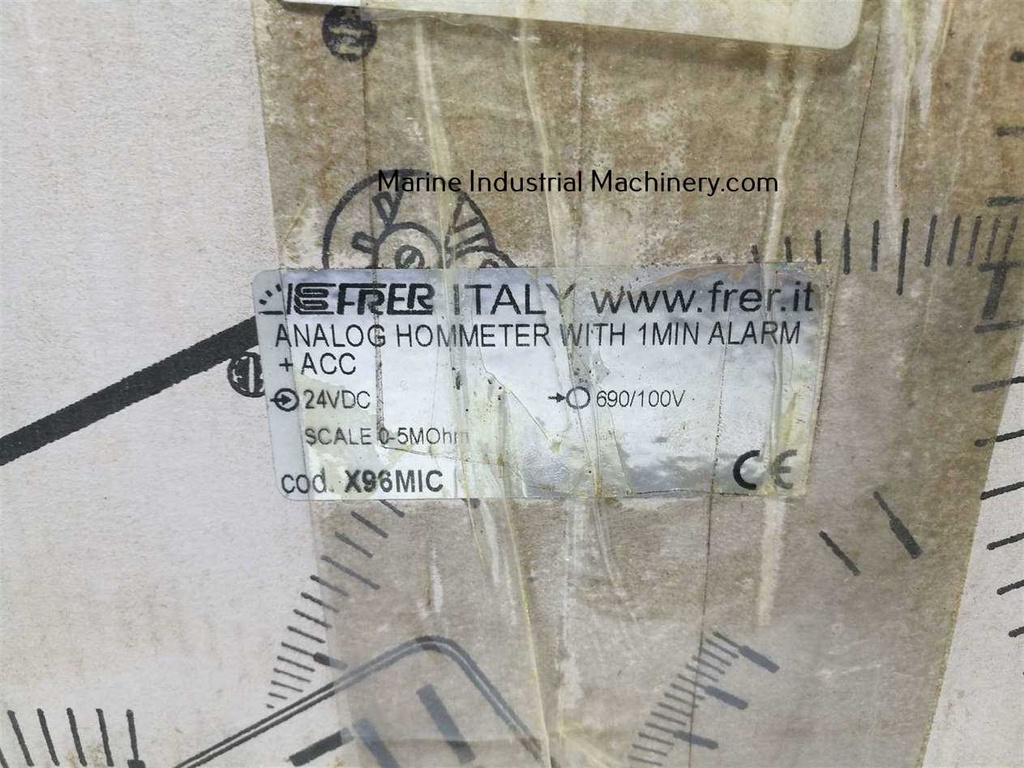 Marine Industrial Machinery.com
FRER ITALY www.frer.it
ANALOG HOMMETER WITH 1MIN ALARM
+ ACC
24VDC 690/100V
SCALE 0-5MOhm
cod. X96MIC CE